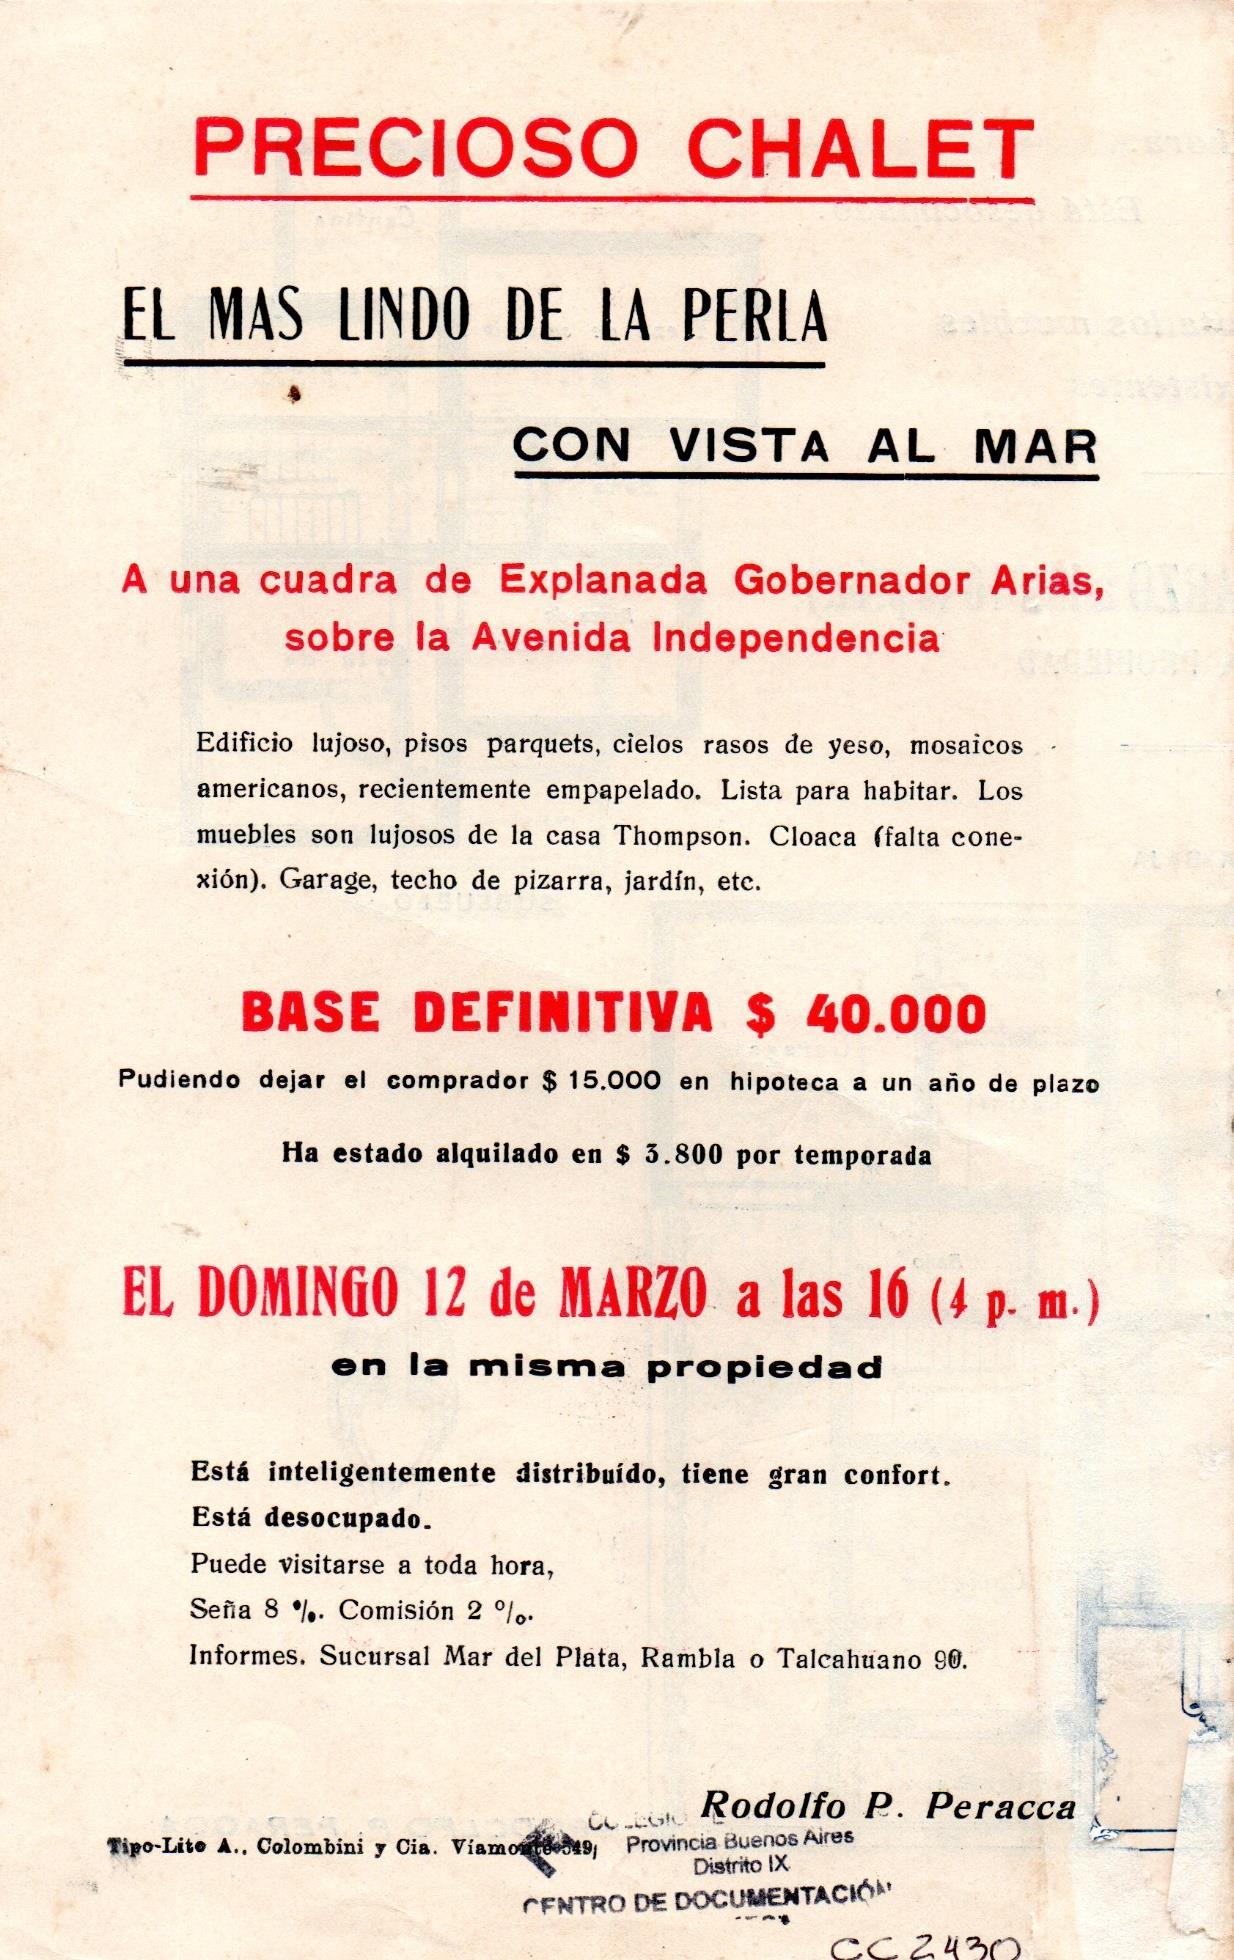 PRECIOSO CHALET
EL MAS LINDO DE LA PERLA
CON VISTA AL MAR
A una cuadra de Explanada Gobernador Arias,
sobre la Avenida Independencia
Edificio lujoso, pisos parquets, cielos rasos de yeso, mosaicos
americanos, recientemente empapelado. Lista para habitar. Los
muebles son lujosos de la casa Thompson. Cloaca (falta cone-
xión). Garage, techo de pizarra, jardín, etc.
BASE DEFINITIVA $ 40.000
Pudiendo dejar el comprador $ 15.000 en hipoteca a un año de plazo
Ha estado alquilado en $ 3.800 por temporada
EL DOMINGO 12 de MARZO a las 16 (4 p. m.)
en la misma propiedad
Está inteligentemente distribuído, tiene gran confort.
Está desocupado.
Puede visitarse a toda hora,
Seña 8 %. Comisión 2 %.
Informes. Sucursal Mar del Plata, Rambla o Talcahuano 90.
Rodolfo P. Peracca
Tipo-Lito A., Colombini y Cia. Víamonte 549,
Provincia Buenos Aires
Distrito IX
CENTRO DE DOCUMENTACIÓN
CC2430